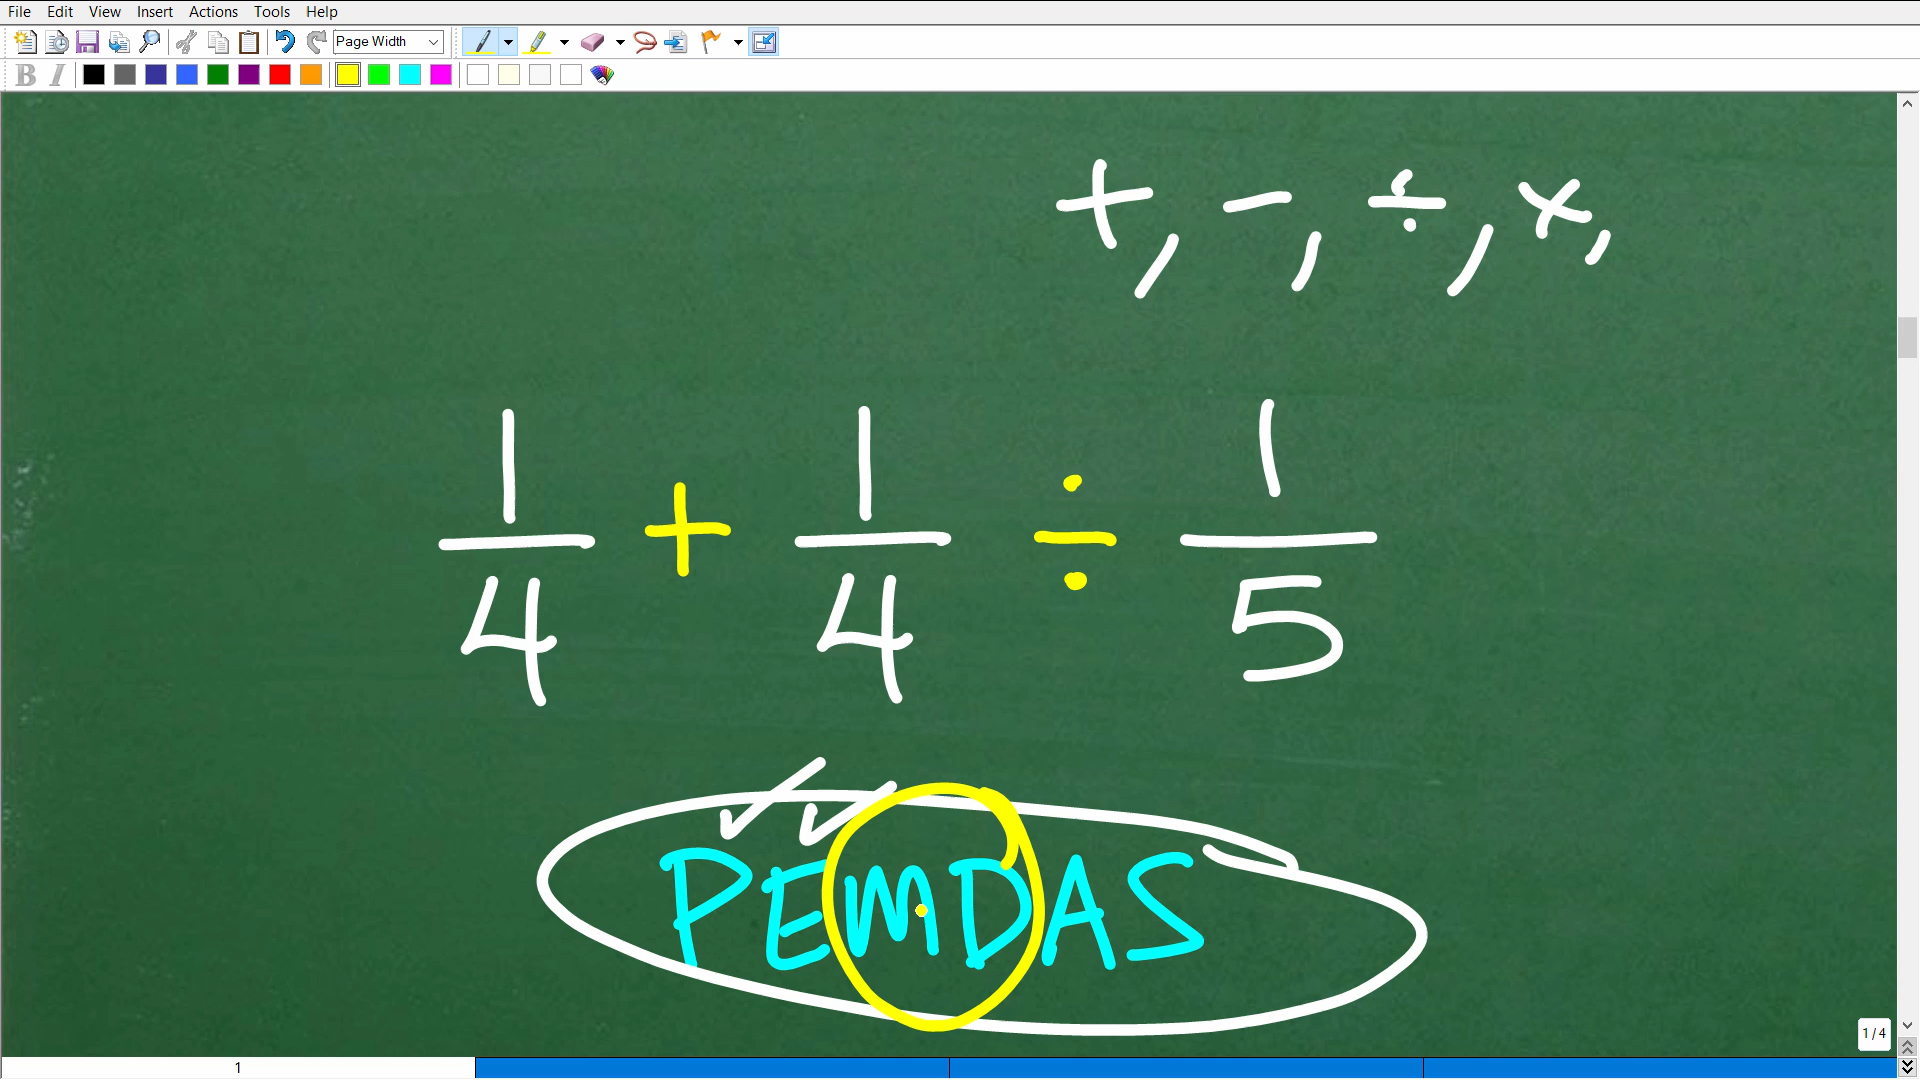 File Edit View Insert Actions Tools Help
Page Width
B I
+, −, ÷, ×,
1/4 + 1/4 ÷ 1/5
PEMDAS
1 / 4
1